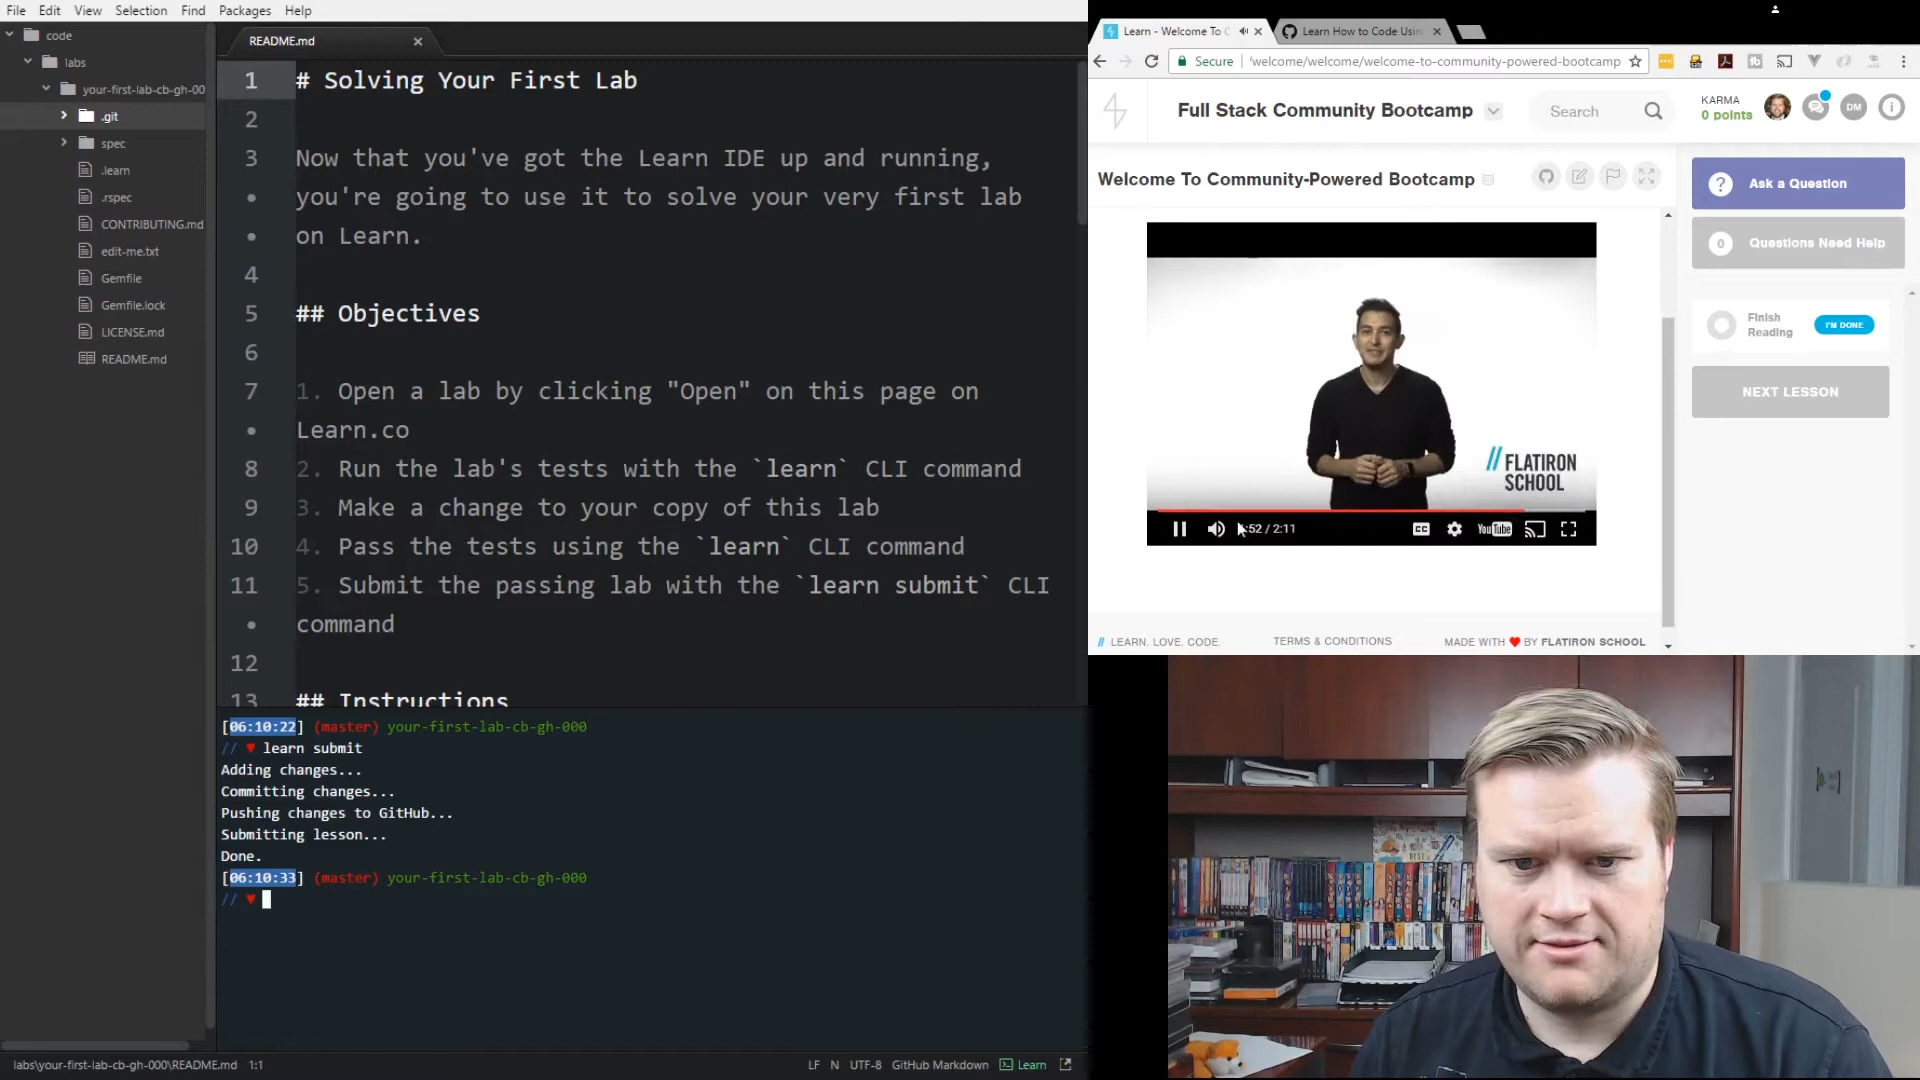 File Edit View Selection Find Packages Help
code
labs
your-first-lab-cb-gh-00
.git
spec
.learn
.rspec
CONTRIBUTING.md
edit-me.txt
Gemfile
Gemfile.lock
LICENSE.md
README.md
README.md
1 # Solving Your First Lab
2
3 Now that you've got the Learn IDE up and running,
• you're going to use it to solve your very first lab
• on Learn.
4
5 ## Objectives
6
7 1. Open a lab by clicking "Open" on this page on
• Learn.co
8 2. Run the lab's tests with the `learn` CLI command
9 3. Make a change to your copy of this lab
10 4. Pass the tests using the `learn` CLI command
11 5. Submit the passing lab with the `learn submit` CLI
• command
12
13 ## Instructions
[06:10:22] (master) your-first-lab-cb-gh-000
// ♥ learn submit
Adding changes...
Committing changes...
Pushing changes to GitHub...
Submitting lesson...
Done.
[06:10:33] (master) your-first-lab-cb-gh-000
// ♥
labs\your-first-lab-cb-gh-000\README.md 1:1
LF N UTF-8 GitHub Markdown Learn
Learn - Welcome To C
Learn How to Code Usin
Secure /welcome/welcome/welcome-to-community-powered-bootcamp
Full Stack Community Bootcamp
Search
KARMA
0 points
DM
Welcome To Community-Powered Bootcamp
Ask a Question
0 Questions Need Help
Finish
Reading
I'M DONE
NEXT LESSON
// FLATIRON
SCHOOL
:52 / 2:11
CC
YouTube
// LEARN. LOVE. CODE.
TERMS & CONDITIONS
MADE WITH ❤ BY FLATIRON SCHOOL